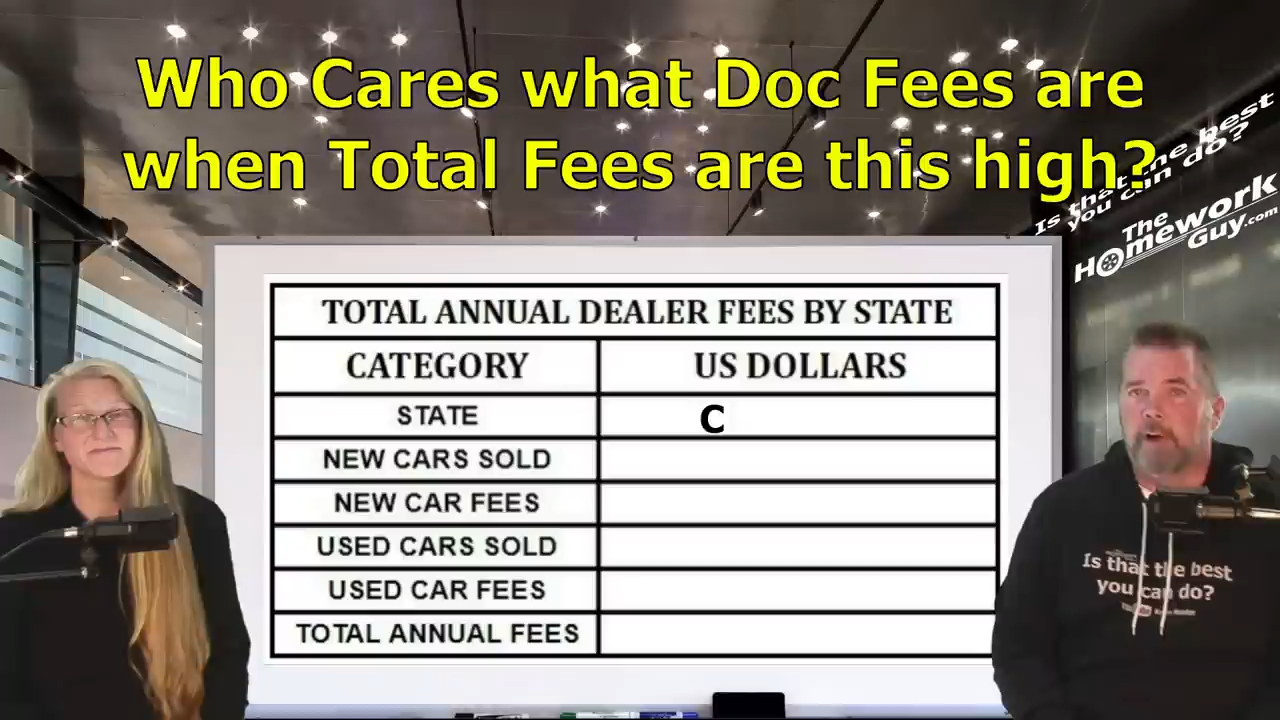 Who Cares what Doc Fees are
when Total Fees are this high?
Is that the best
you can do?
The
Homework
Guy.com
TOTAL ANNUAL DEALER FEES BY STATE
CATEGORY US DOLLARS
STATE C
NEW CARS SOLD
NEW CAR FEES
USED CARS SOLD
USED CAR FEES
TOTAL ANNUAL FEES
Is that the best
you can do?